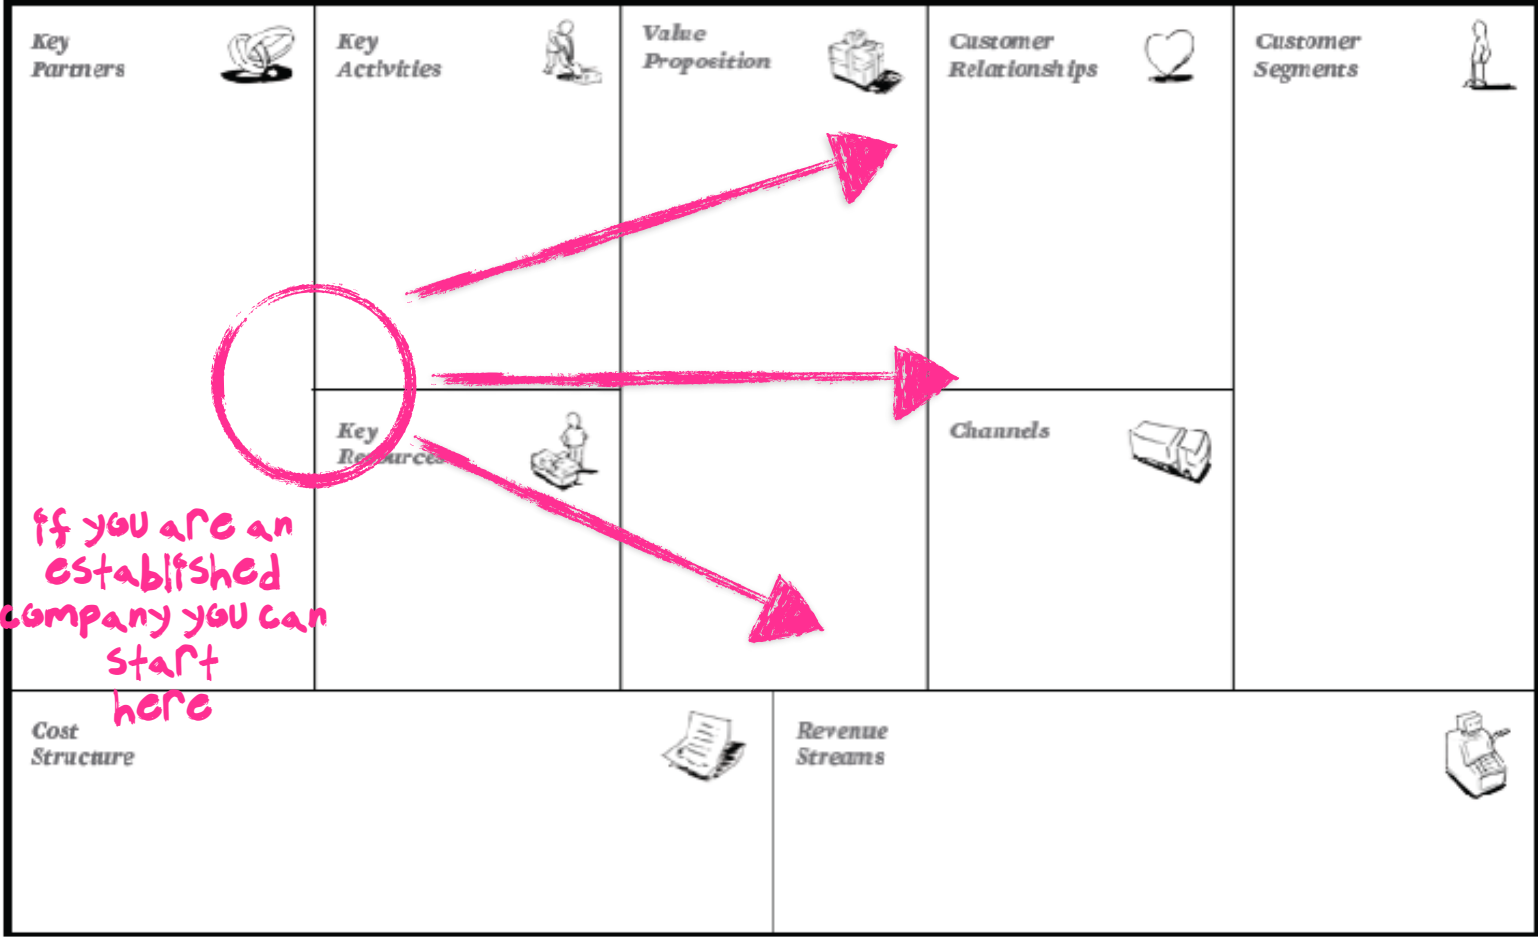 Key
Partners
Key
Activities
Value
Proposition
Customer
Relationships
Customer
Segments
Key
Resources
Channels
if you are an
established
company you can
start
here
Cost
Structure
Revenue
Streams